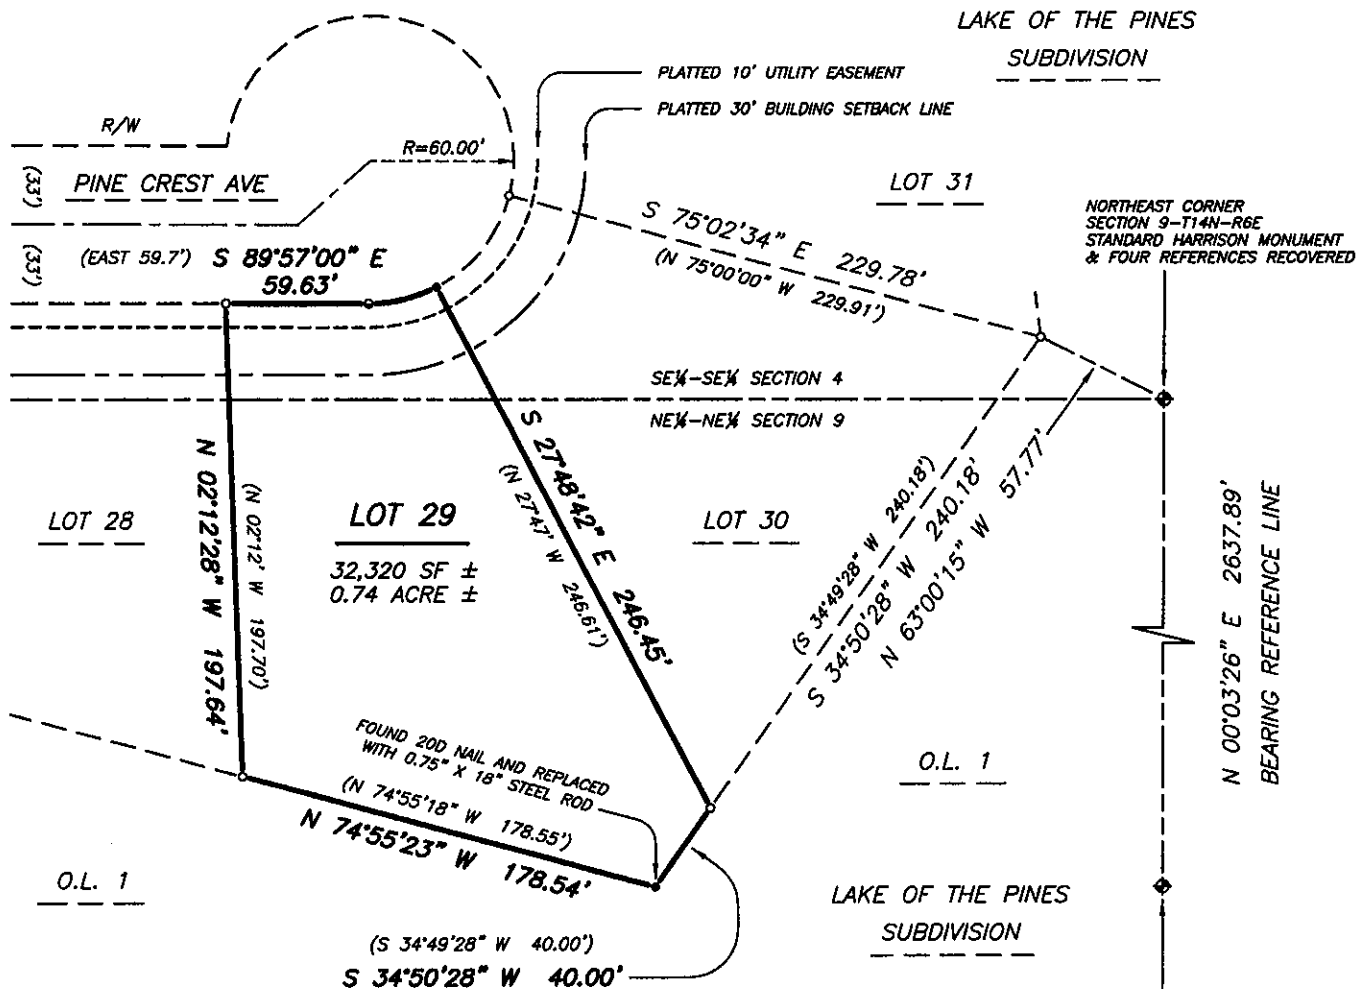 LAKE OF THE PINES
SUBDIVISION
PLATTED 10' UTILITY EASEMENT
PLATTED 30' BUILDING SETBACK LINE
R/W
R=60.00'
(33')
PINE CREST AVE
LOT 31
NORTHEAST CORNER
SECTION 9-T14N-R6E
STANDARD HARRISON MONUMENT
& FOUR REFERENCES RECOVERED
S 75°02'34" E 229.78'
(N 75°00'00" W 229.91')
(33')
(EAST 59.7') S 89°57'00" E
59.63'
SE¼-SE¼ SECTION 4
NE¼-NE¼ SECTION 9
S 27°48'42" E 246.45'
(N 27°47' W 246.61')
N 02°12'28" W 197.64'
(N 02°12' W 197.70')
LOT 28
LOT 29
32,320 SF ±
0.74 ACRE ±
LOT 30
(S 34°49'28" W 240.18')
S 34°50'28" W 240.18'
N 63°00'15" W 57.77'
N 00°03'26" E 2637.89'
BEARING REFERENCE LINE
FOUND 20D NAIL AND REPLACED
WITH 0.75" X 18" STEEL ROD
(N 74°55'18" W 178.55')
N 74°55'23" W 178.54'
O.L. 1
O.L. 1
LAKE OF THE PINES
SUBDIVISION
(S 34°49'28" W 40.00')
S 34°50'28" W 40.00'